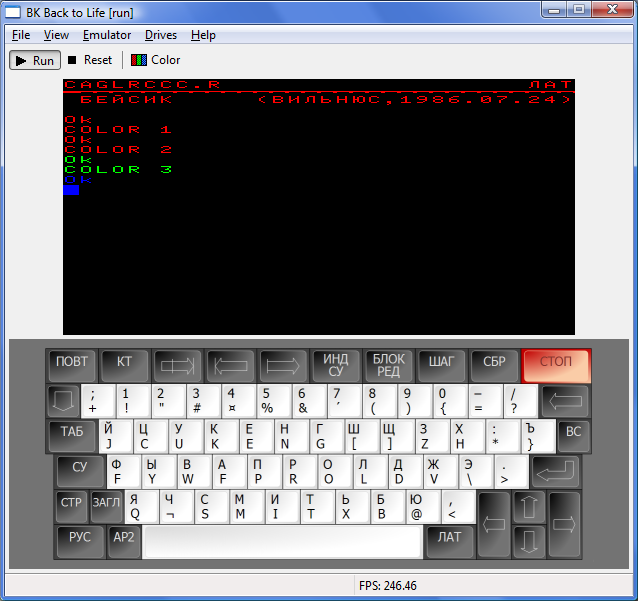 BK Back to Life [run]
File View Emulator Drives Help
Run Reset Color
CAGLRCCC.R ЛАТ
БЕЙСИК <ВИЛЬНЮС,1986.07.24>
Ok
COLOR 1
Ok
COLOR 2
Ok
COLOR 3
Ok
ПОВТ КТ ИНД СУ БЛОК РЕД ШАГ СБР СТОП
; 1 2 3 4 5 6 7 8 9 0 – /
+ ! " # ¤ % & ´ ( ) { = ?
ТАБ Й Ц У К Е Н Г Ш Щ З Х : Ъ ВС
J C U K E N G [ ] Z H * }
СУ Ф Ы В А П Р О Л Д Ж Э .
F Y W A P R O L D V \ >
СТР ЗАГЛ Я Ч С М И Т Ь Б Ю ,
Q ¬ S M I T X B @ <
РУС АР2 ЛАТ
FPS: 246.46